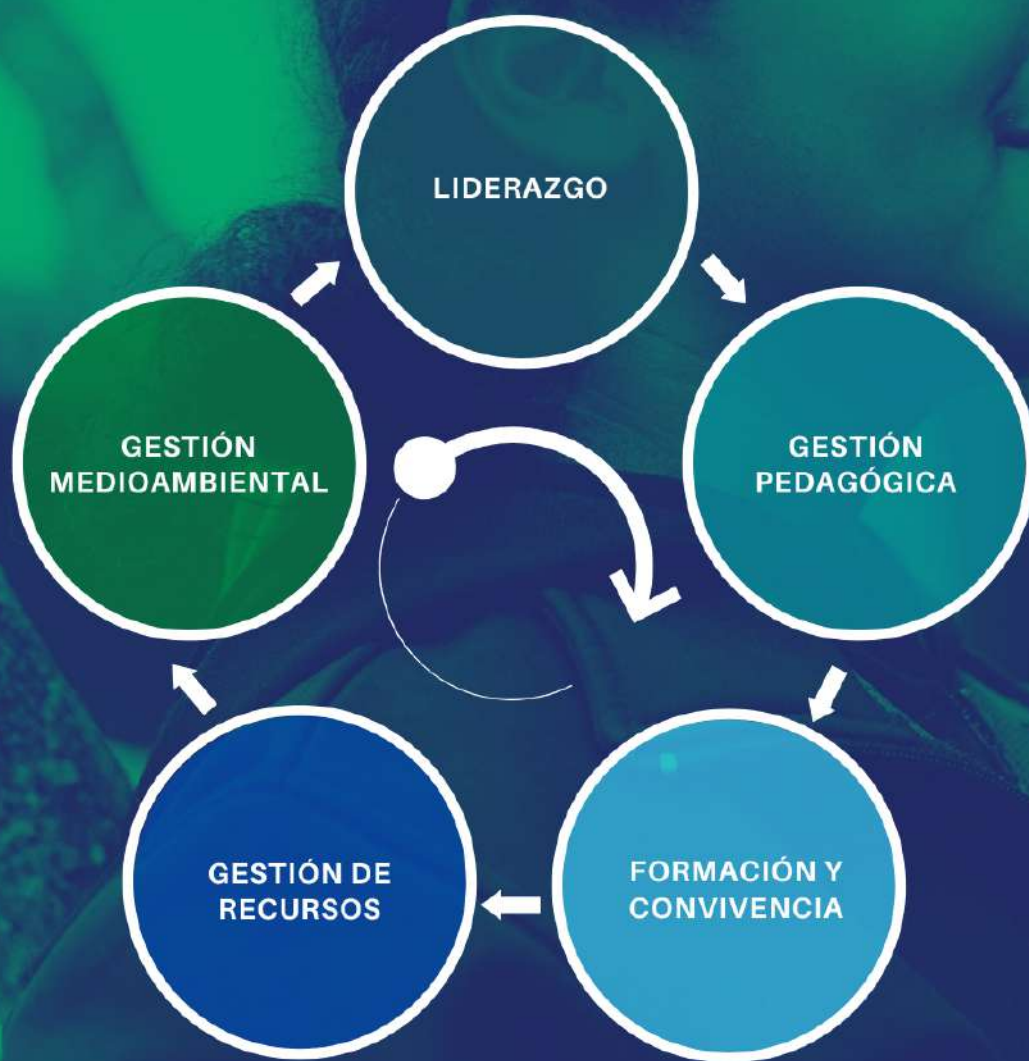 LIDERAZGO
GESTIÓN
PEDAGÓGICA
FORMACIÓN Y
CONVIVENCIA
GESTIÓN DE
RECURSOS
GESTIÓN
MEDIOAMBIENTAL